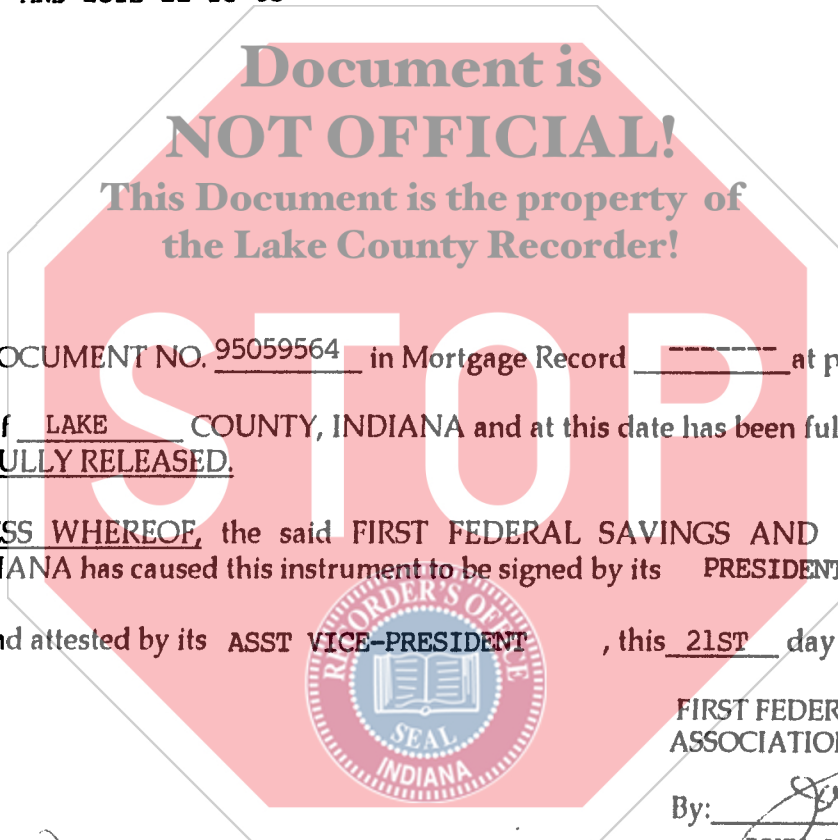 Document is
NOT OFFICIAL!
This Document is the property of
the Lake County Recorder!
STOP
OCUMENT NO. 95059564 in Mortgage Record -------- at p
f LAKE COUNTY, INDIANA and at this date has been ful
ULLY RELEASED.
SS WHEREOF, the said FIRST FEDERAL SAVINGS AND
IANA has caused this instrument to be signed by its PRESIDENT
nd attested by its ASST VICE-PRESIDENT , this 21ST day
RECORDER'S OFFICE
SEAL
INDIANA
FIRST FEDER
ASSOCIATION
By: